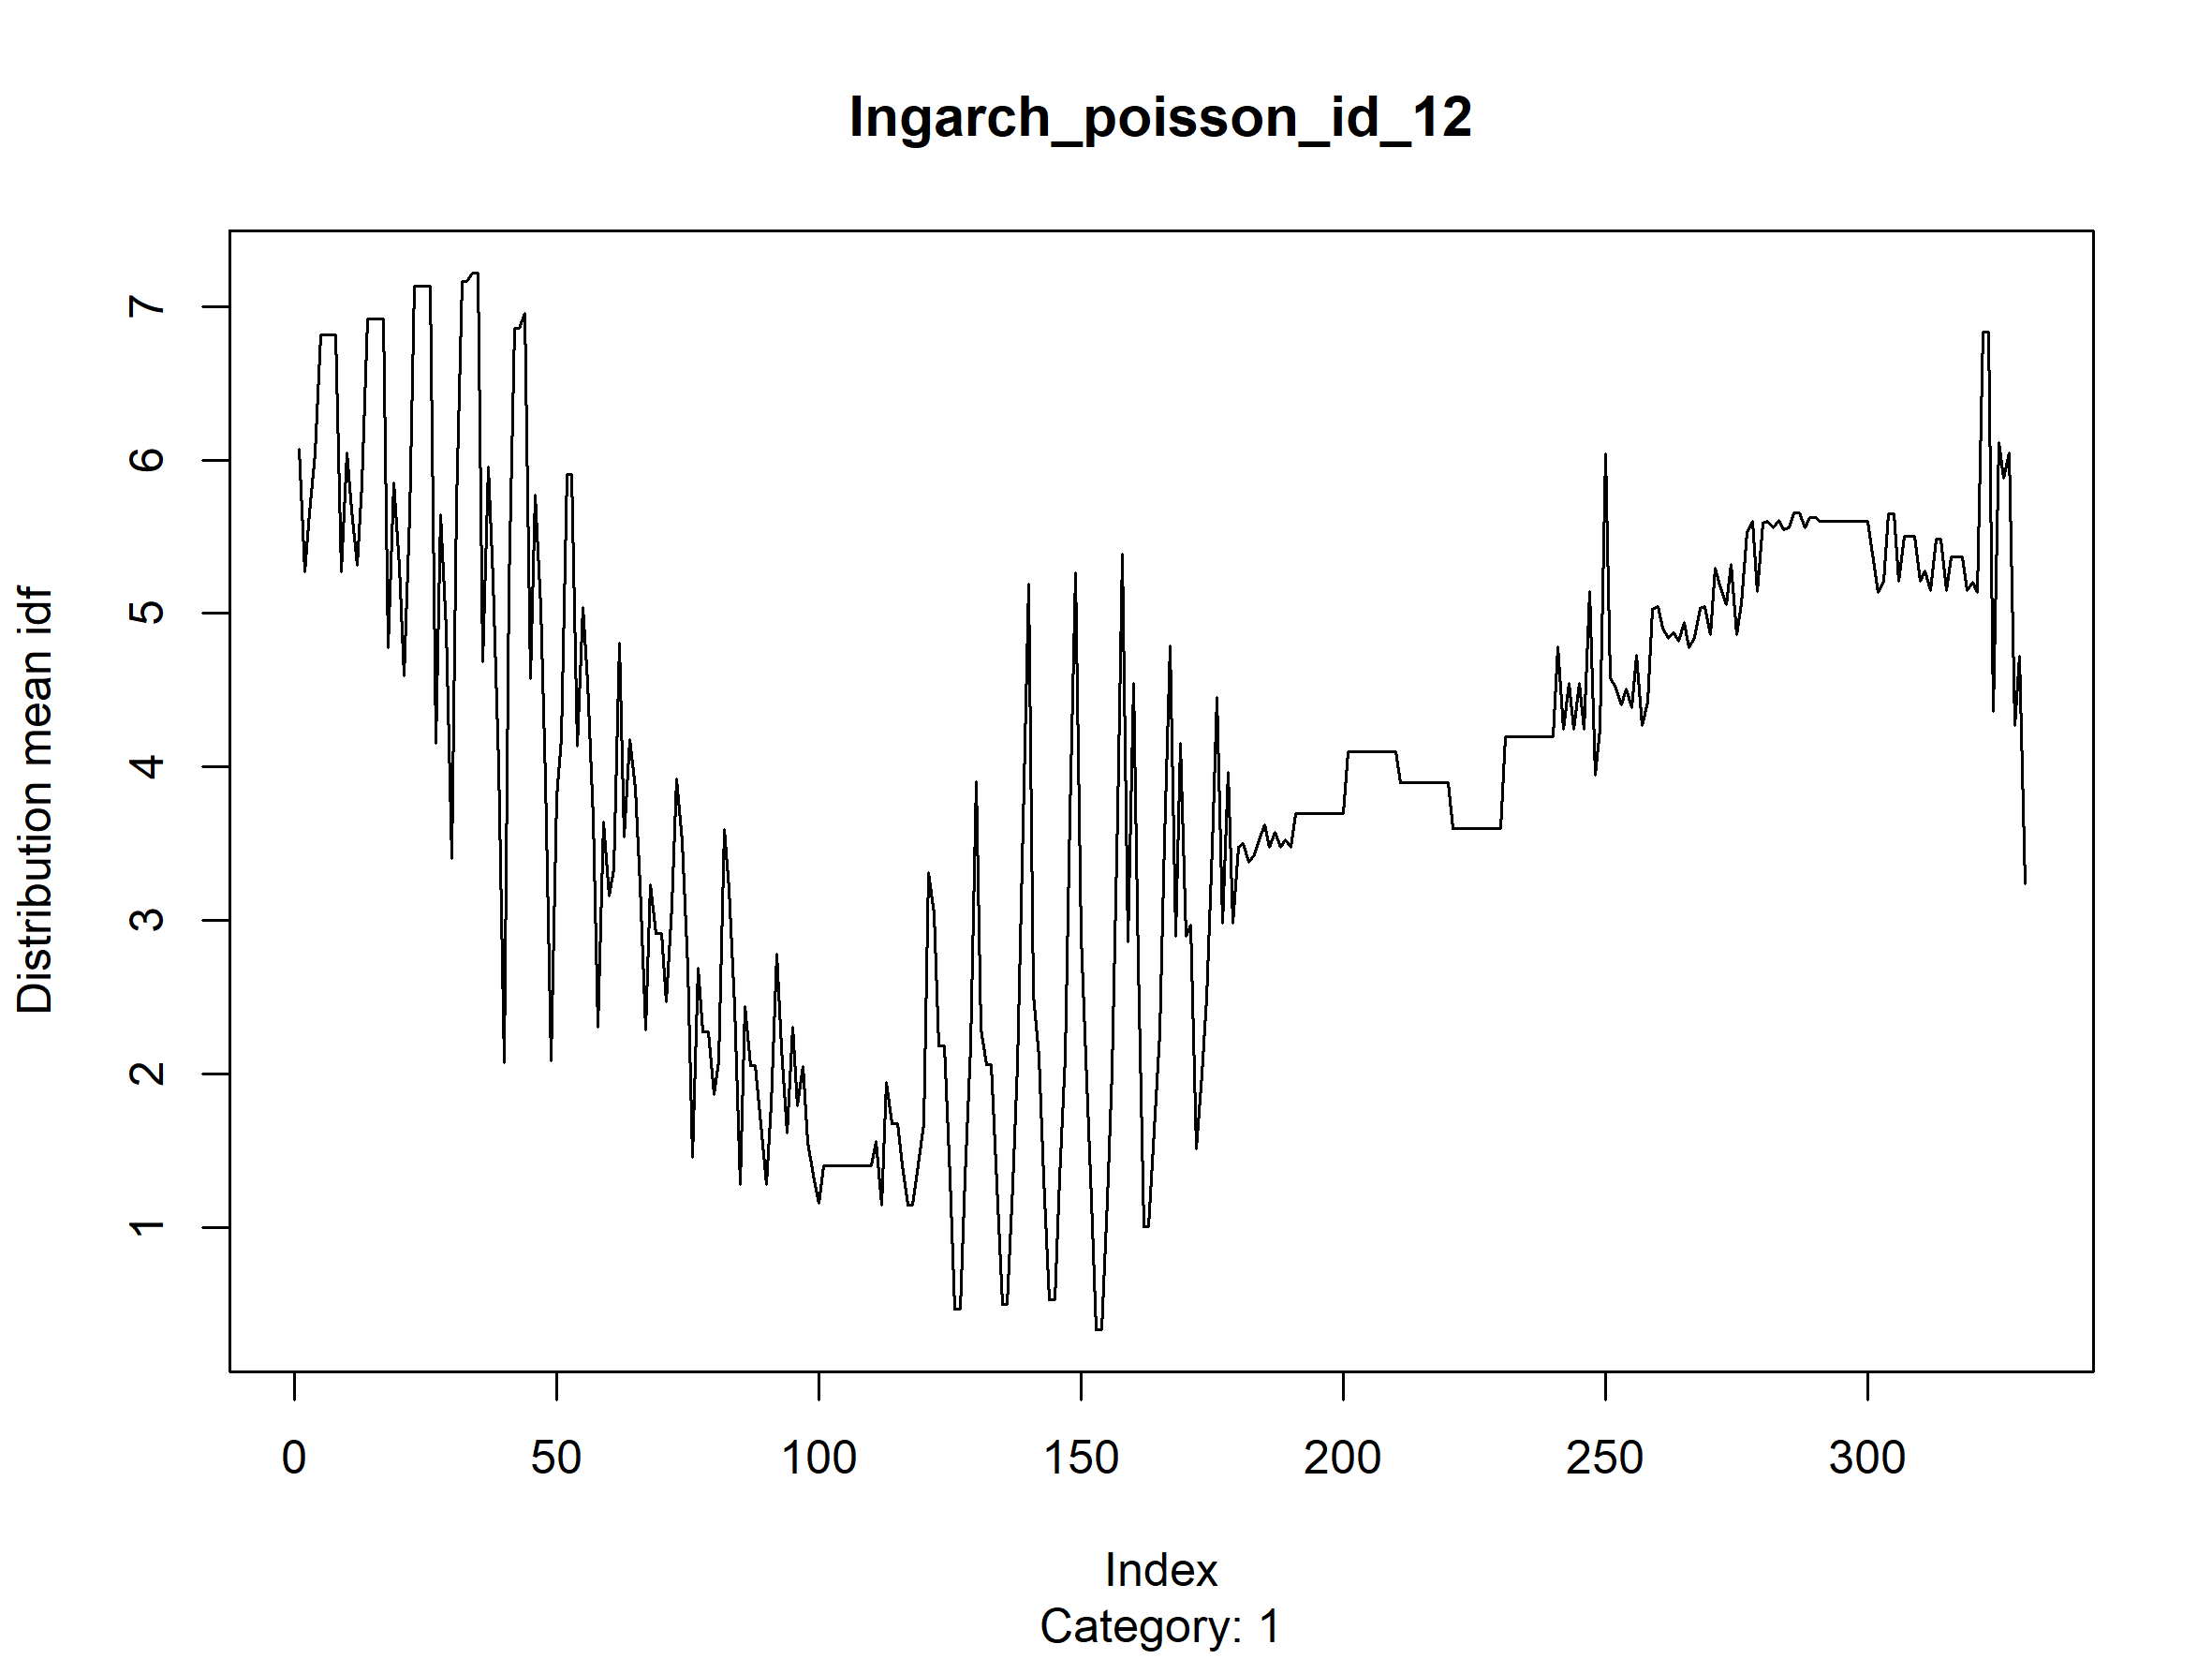 Ingarch_poisson_id_12
Distribution mean idf
7
6
5
4
3
2
1
0 50 100 150 200 250 300
Index
Category: 1